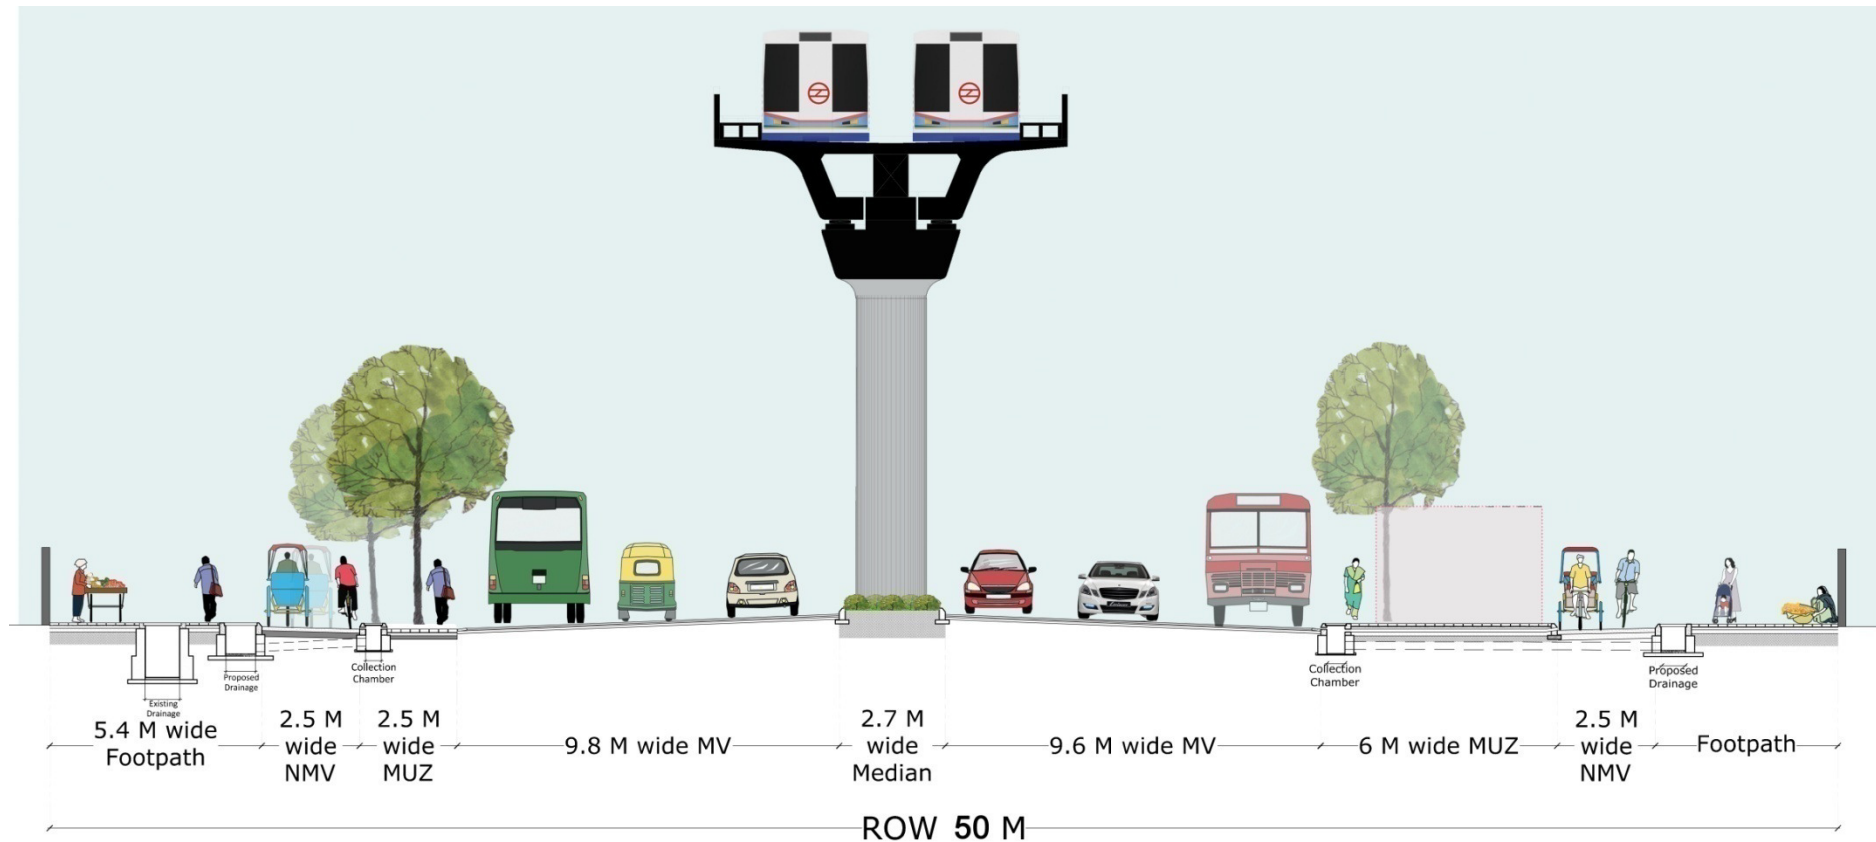 Existing
Drainage
Proposed
Drainage
Collection
Chamber
Collection
Chamber
Proposed
Drainage
5.4 M wide
Footpath
2.5 M
wide
NMV
2.5 M
wide
MUZ
9.8 M wide MV
2.7 M
wide
Median
9.6 M wide MV
6 M wide MUZ
2.5 M
wide
NMV
Footpath
ROW 50 M